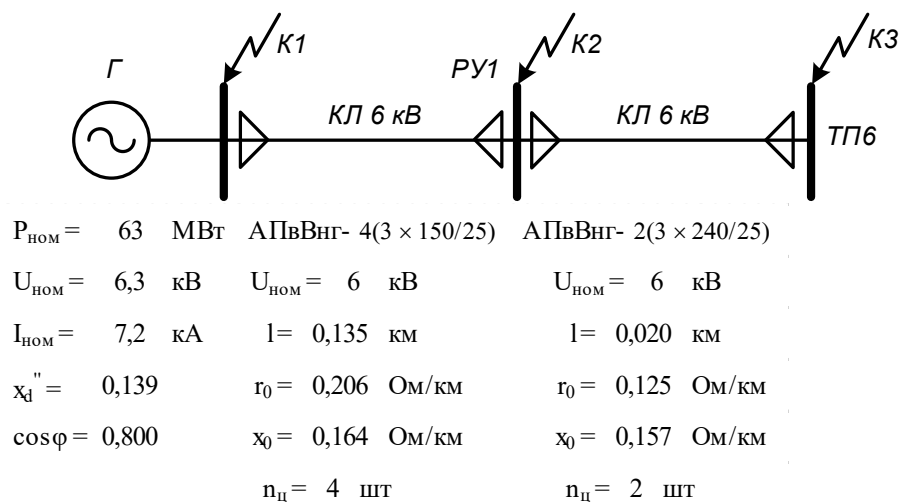 Г
К1
РУ1
К2
К3
КЛ 6 кВ
КЛ 6 кВ
ТП6
Pном = 63 МВт
Uном = 6,3 кВ
Iном = 7,2 кА
xd" = 0,139
cosφ = 0,800
АПвВнг- 4(3 × 150/25)
Uном = 6 кВ
l= 0,135 км
r0 = 0,206 Ом/км
x0 = 0,164 Ом/км
nц = 4 шт
АПвВнг- 2(3 × 240/25)
Uном = 6 кВ
l= 0,020 км
r0 = 0,125 Ом/км
x0 = 0,157 Ом/км
nц = 2 шт